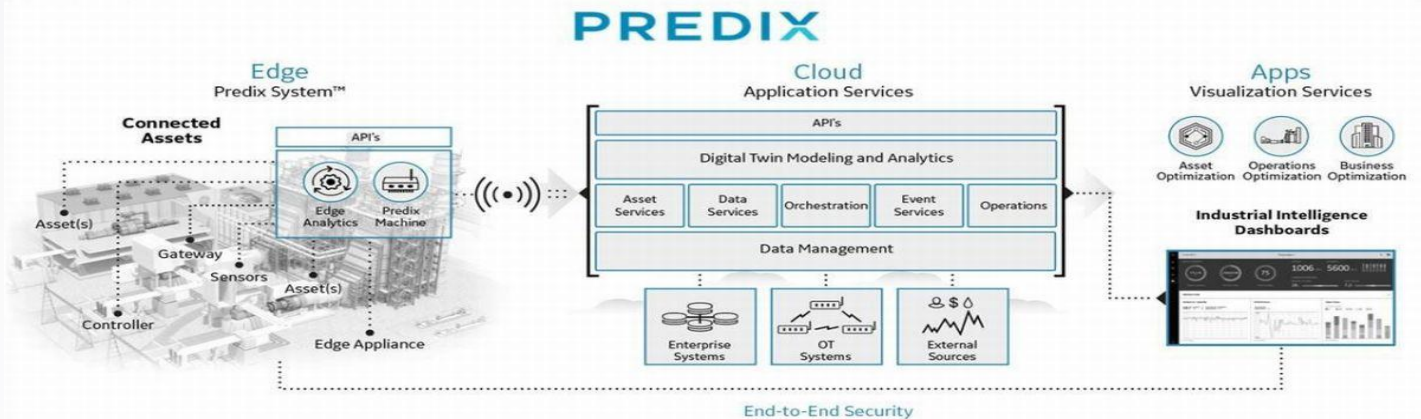 PREDIX
Edge
Predix System™
Connected
Assets
API's
Edge
Analytics
Predix
Machine
Asset(s)
Gateway
Sensors
Asset(s)
Controller
Edge Appliance
Cloud
Application Services
API's
Digital Twin Modeling and Analytics
Asset
Services
Data
Services
Orchestration
Event
Services
Operations
Data Management
Enterprise
Systems
OT
Systems
External
Sources
Apps
Visualization Services
Asset
Optimization
Operations
Optimization
Business
Optimization
Industrial Intelligence
Dashboards
75
1006
5600
End-to-End Security